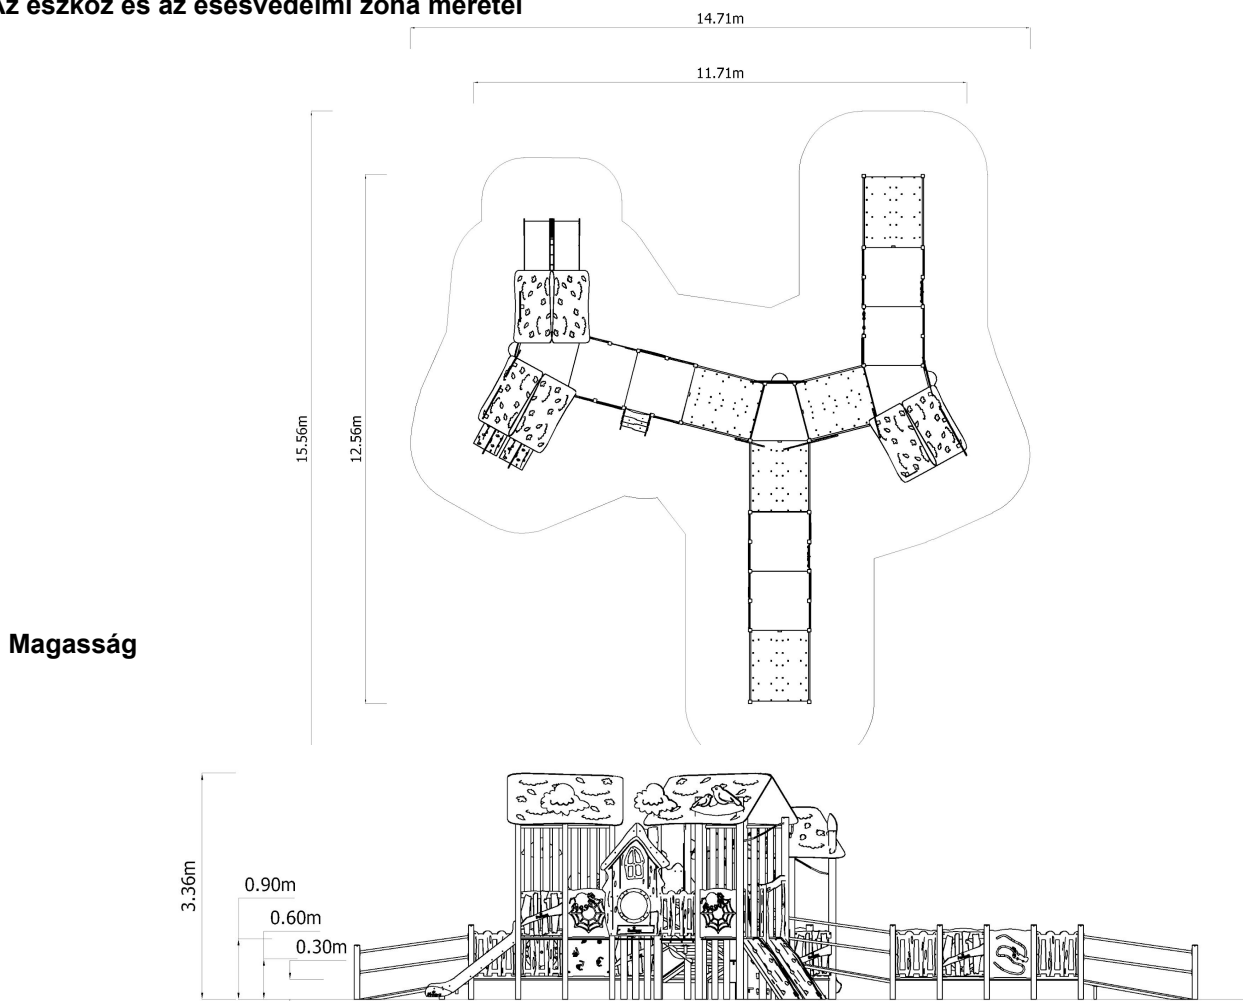 Az eszköz és az esésvédelmi zóna méretei
14.71m
11.71m
15.56m
12.56m
Magasság
3.36m
0.90m
0.60m
0.30m